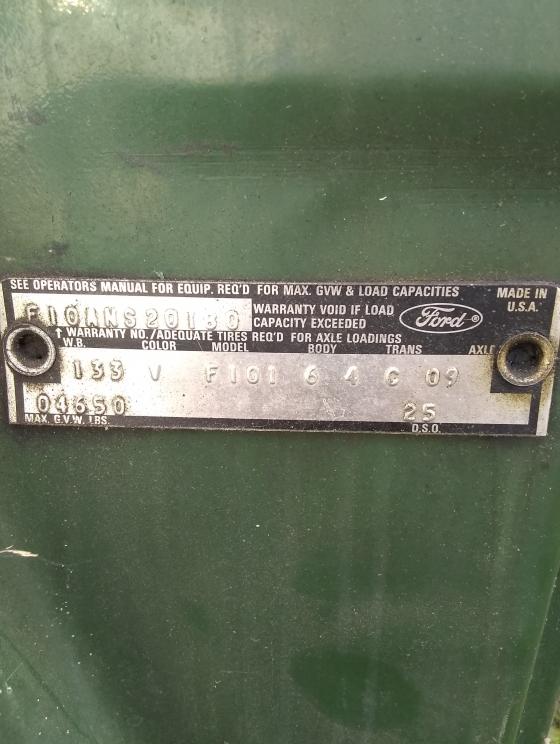 SEE OPERATORS MANUAL FOR EQUIP. REQ'D FOR MAX. GVW & LOAD CAPACITIES
MADE IN
U.S.A.
F10ANS20180
WARRANTY VOID IF LOAD
CAPACITY EXCEEDED
Ford®
↑ WARRANTY NO./ADEQUATE TIRES REQ'D FOR AXLE LOADINGS
W.B. COLOR MODEL BODY TRANS AXLE
133 V F101 6 4 G 09
04650 25
MAX. G.V.W. LBS. D.S.O.